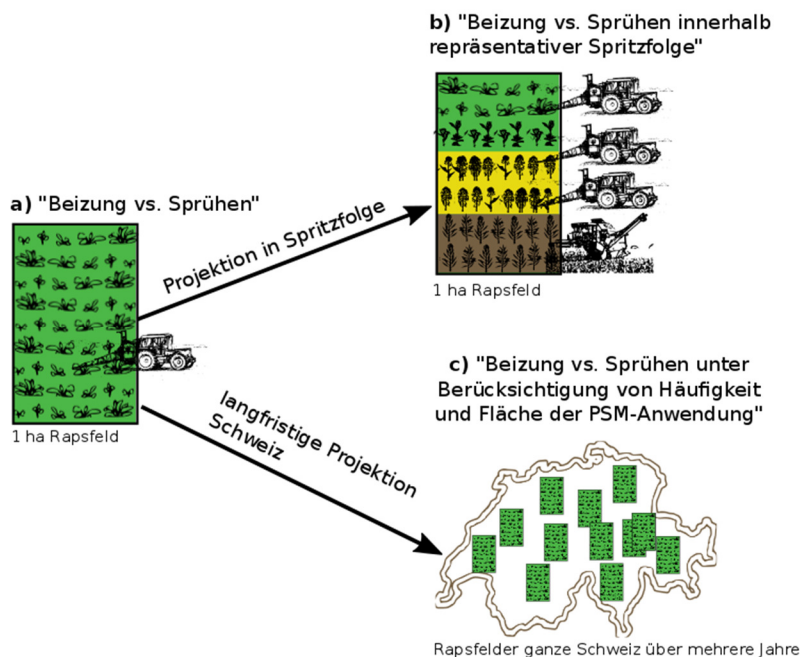 a) "Beizung vs. Sprühen"
1 ha Rapsfeld
Projektion in Spritzfolge
b) "Beizung vs. Sprühen innerhalb
repräsentativer Spritzfolge"
1 ha Rapsfeld
langfristige Projektion
Schweiz
c) "Beizung vs. Sprühen unter
Berücksichtigung von Häufigkeit
und Fläche der PSM-Anwendung"
Rapsfelder ganze Schweiz über mehrere Jahre